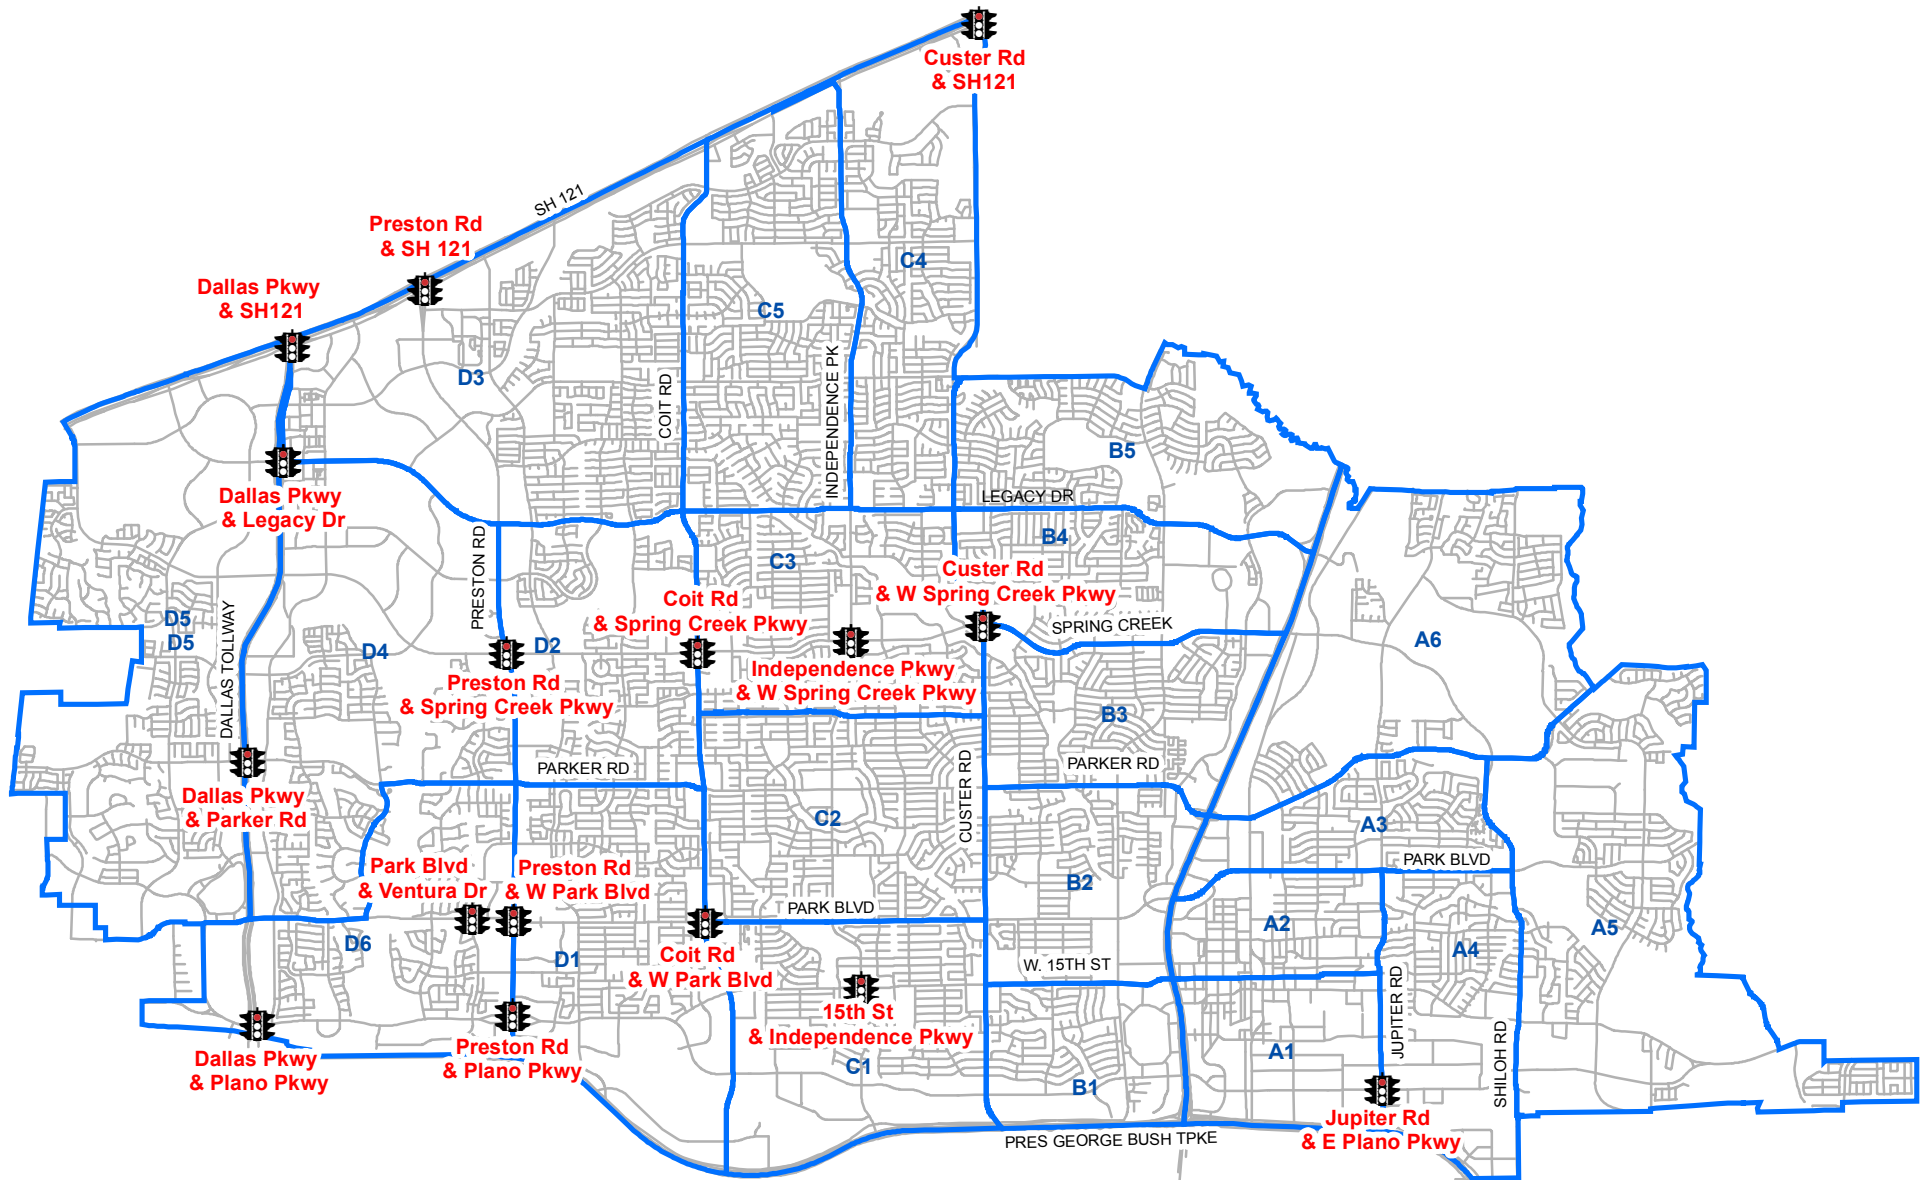 Custer Rd
& SH121
SH 121
Preston Rd
& SH 121
Dallas Pkwy
& SH121
C4
C5
D3
COIT RD
INDEPENDENCE PK
B5
Dallas Pkwy
& Legacy Dr
LEGACY DR
B4
PRESTON RD
C3
Custer Rd
& W Spring Creek Pkwy
Coit Rd
& Spring Creek Pkwy
SPRING CREEK
D5
D5
DALLAS TOLLWAY
D4
D2
A6
Independence Pkwy
& W Spring Creek Pkwy
Preston Rd
& Spring Creek Pkwy
B3
PARKER RD
PARKER RD
CUSTER RD
Dallas Pkwy
& Parker Rd
C2
A3
PARK BLVD
Park Blvd
& Ventura Dr
Preston Rd
& W Park Blvd
B2
PARK BLVD
A2
A5
D6
D1
A4
Coit Rd
& W Park Blvd
W. 15TH ST
JUPITER RD
15th St
& Independence Pkwy
Dallas Pkwy
& Plano Pkwy
Preston Rd
& Plano Pkwy
C1
A1
B1
SHILOH RD
Jupiter Rd
& E Plano Pkwy
PRES GEORGE BUSH TPKE